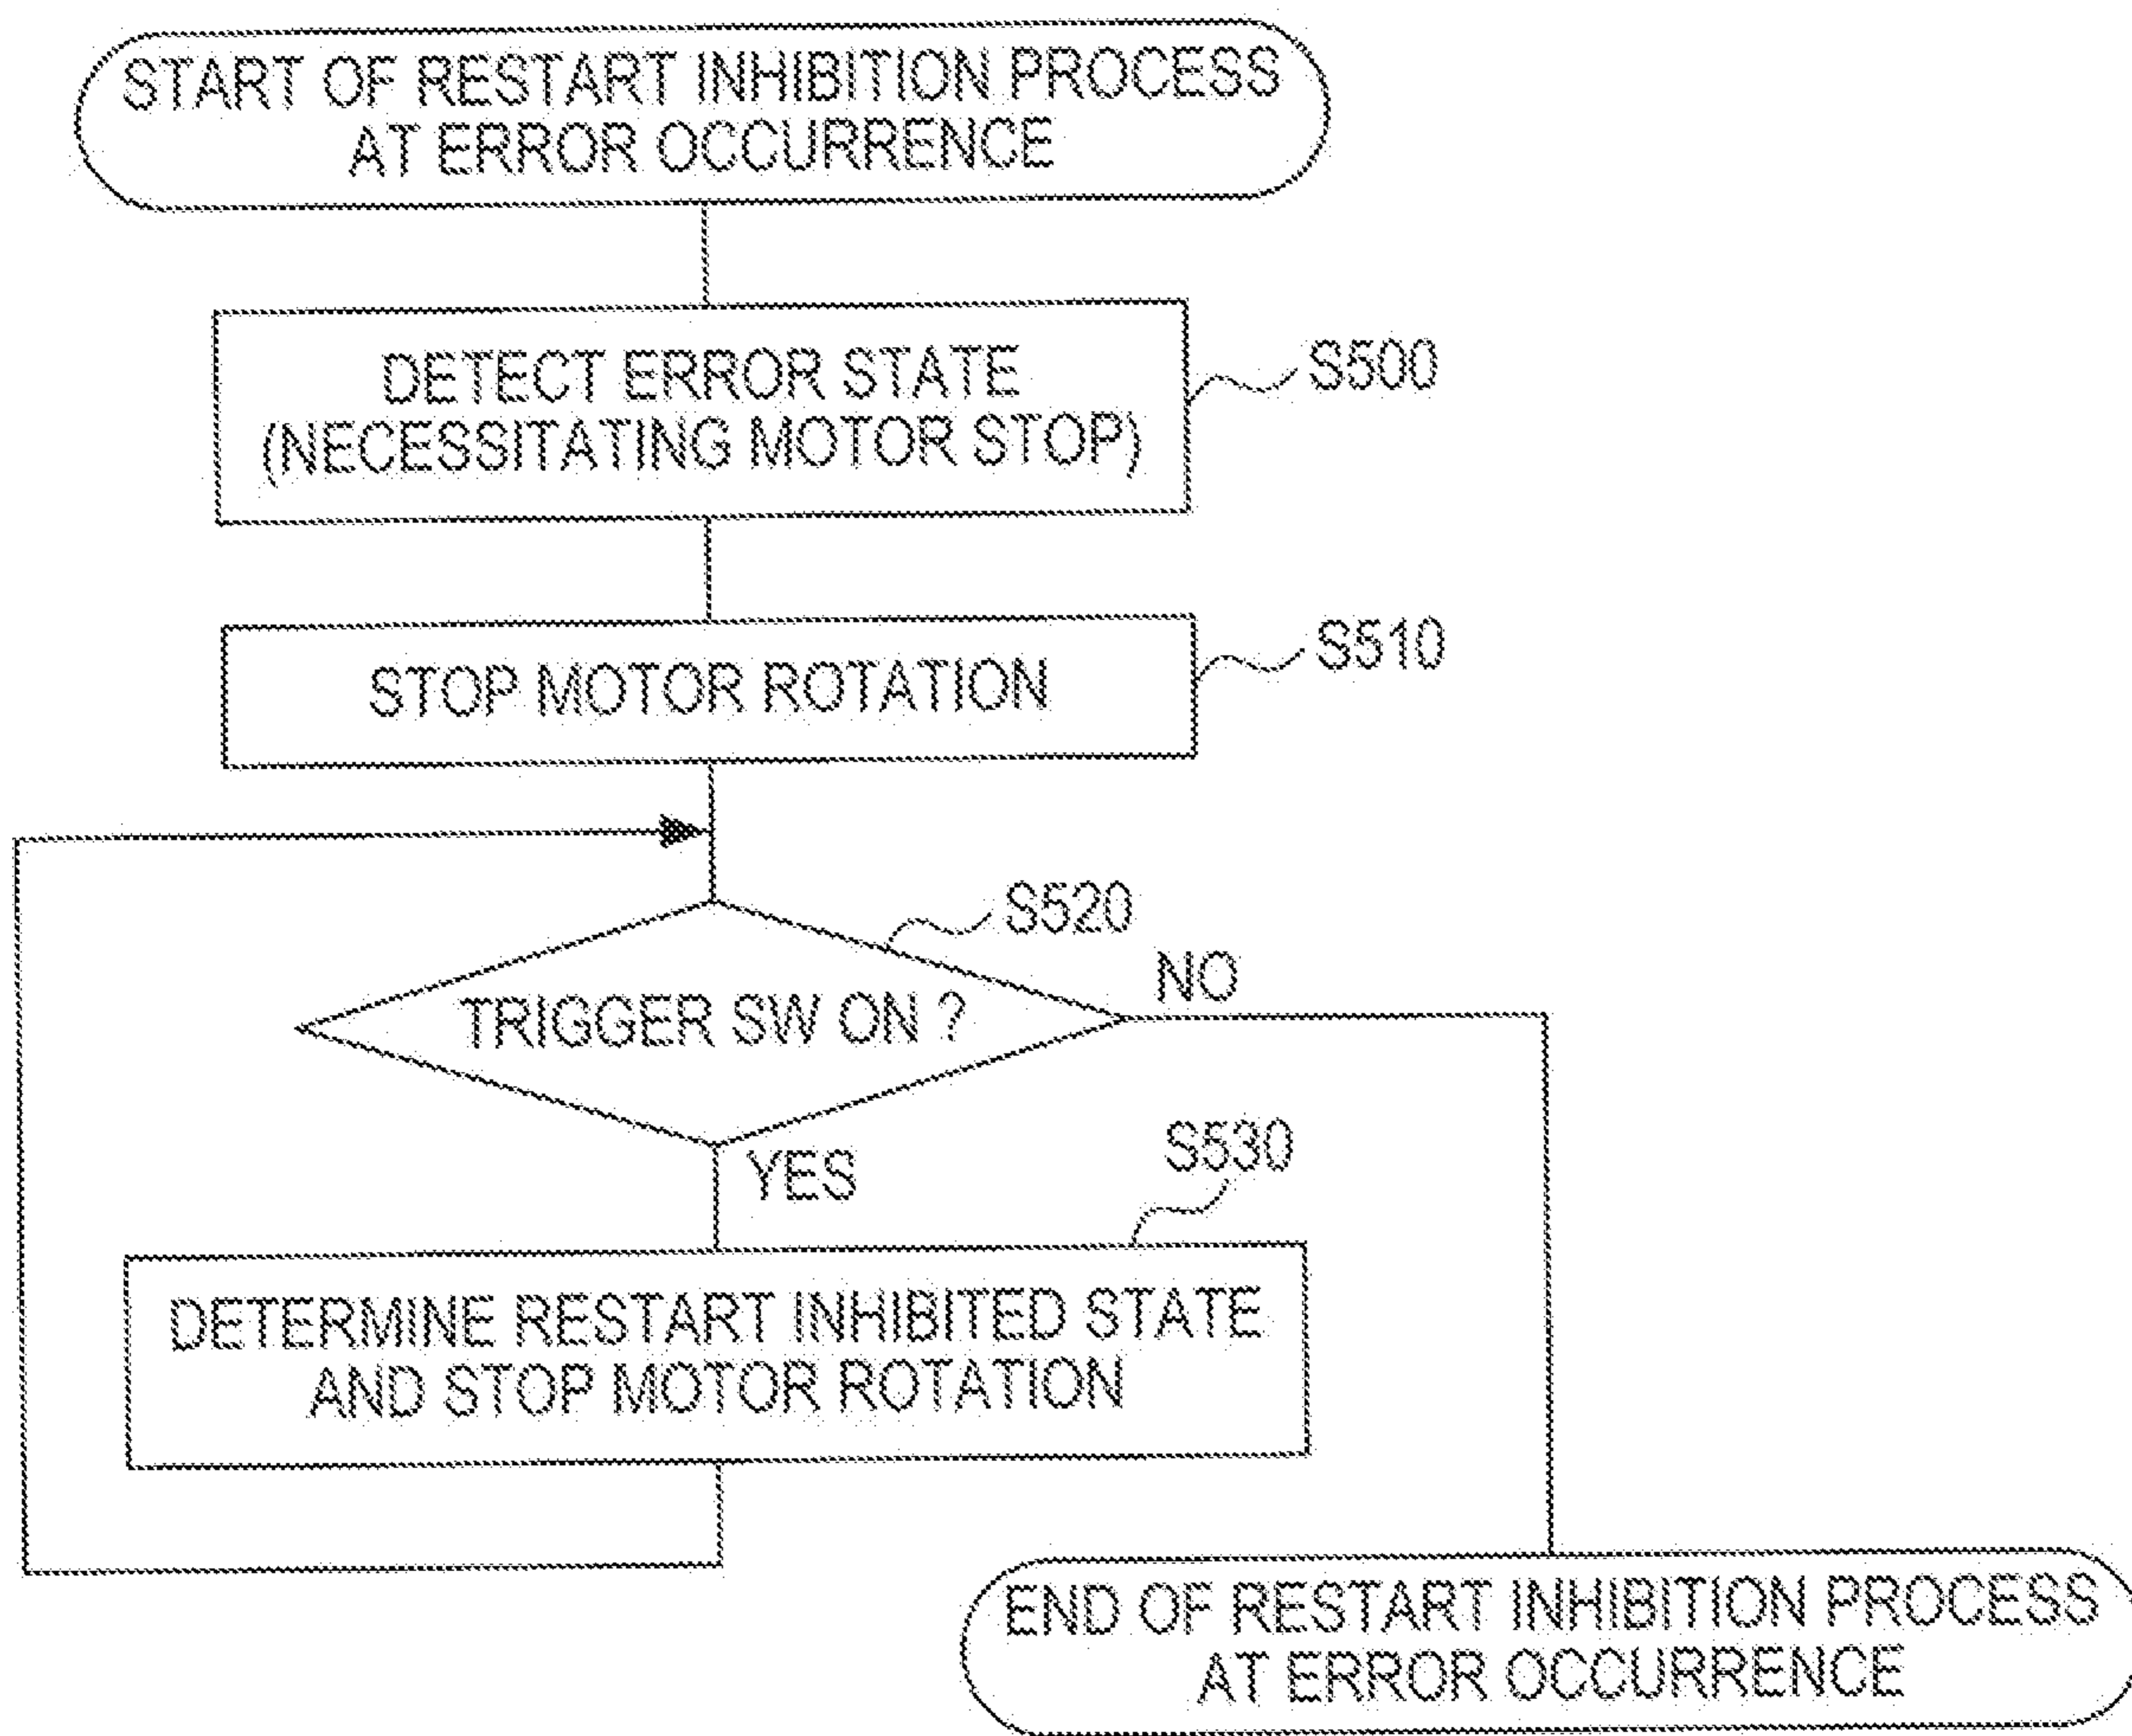 START OF RESTART INHIBITION PROCESS
AT ERROR OCCURRENCE
DETECT ERROR STATE
(NECESSITATING MOTOR STOP)
S500
STOP MOTOR ROTATION
S510
S520
TRIGGER SW ON ?
NO
YES
S530
DETERMINE RESTART INHIBITED STATE
AND STOP MOTOR ROTATION
END OF RESTART INHIBITION PROCESS
AT ERROR OCCURRENCE